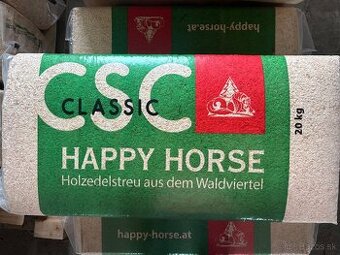 happy-horse.at
CSC
CLASSIC
20 kg
HAPPY HORSE
Holzedelstreu aus dem Waldviertel
happy-horse.at